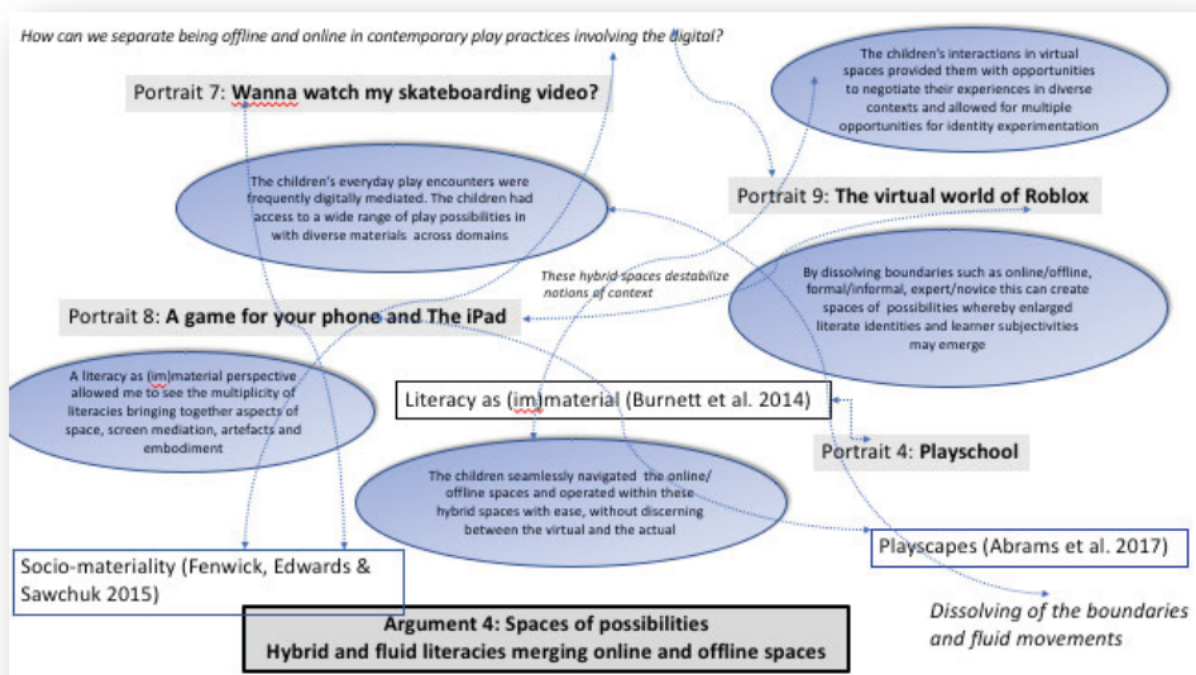 How can we separate being offline and online in contemporary play practices involving the digital?
Portrait 7: Wanna watch my skateboarding video?
The children's interactions in virtual
spaces provided them with opportunities
to negotiate their experiences in diverse
contexts and allowed for multiple
opportunities for identity experimentation
The children's everyday play encounters were
frequently digitally mediated. The children had
access to a wide range of play possibilities in
with diverse materials across domains
Portrait 9: The virtual world of Roblox
These hybrid spaces destabilize
notions of context
By dissolving boundaries such as online/offline,
formal/informal, expert/novice this can create
spaces of possibilities whereby enlarged
literate identities and learner subjectivities
may emerge
Portrait 8: A game for your phone and The iPad
A literacy as (im)material perspective
allowed me to see the multiplicity of
literacies bringing together aspects of
space, screen mediation, artefacts and
embodiment
Literacy as (im)material (Burnett et al. 2014)
Portrait 4: Playschool
The children seamlessly navigated the online/
offline spaces and operated within these
hybrid spaces with ease, without discerning
between the virtual and the actual
Playscapes (Abrams et al. 2017)
Socio-materiality (Fenwick, Edwards &
Sawchuk 2015)
Dissolving of the boundaries
and fluid movements
Argument 4: Spaces of possibilities
Hybrid and fluid literacies merging online and offline spaces